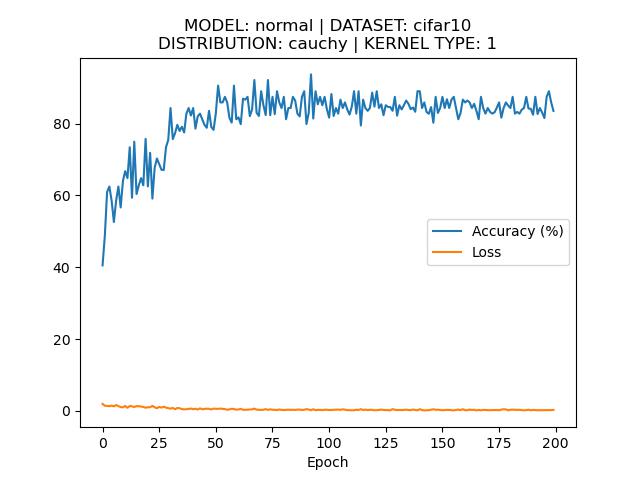 MODEL: normal | DATASET: cifar10
DISTRIBUTION: cauchy | KERNEL TYPE: 1
80
60
40
20
0
Accuracy (%)
Loss
0 25 50 75 100 125 150 175 200
Epoch